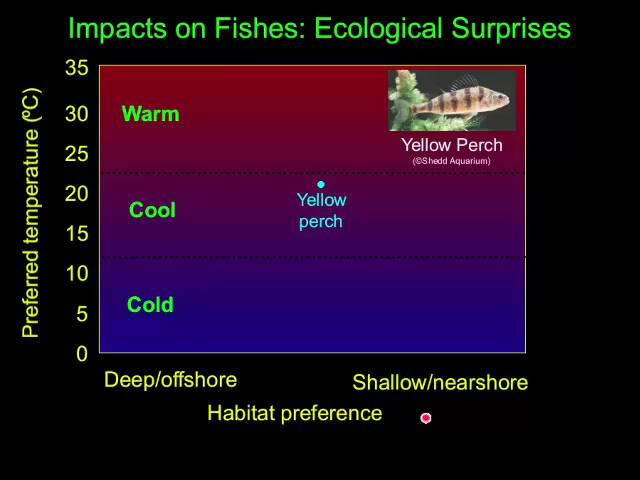 Impacts on Fishes: Ecological Surprises
Preferred temperature (ºC)
35
30
25
20
15
10
5
0
Warm
Cool
Cold
Yellow Perch
(©Shedd Aquarium)
Yellow
perch
Deep/offshore
Shallow/nearshore
Habitat preference